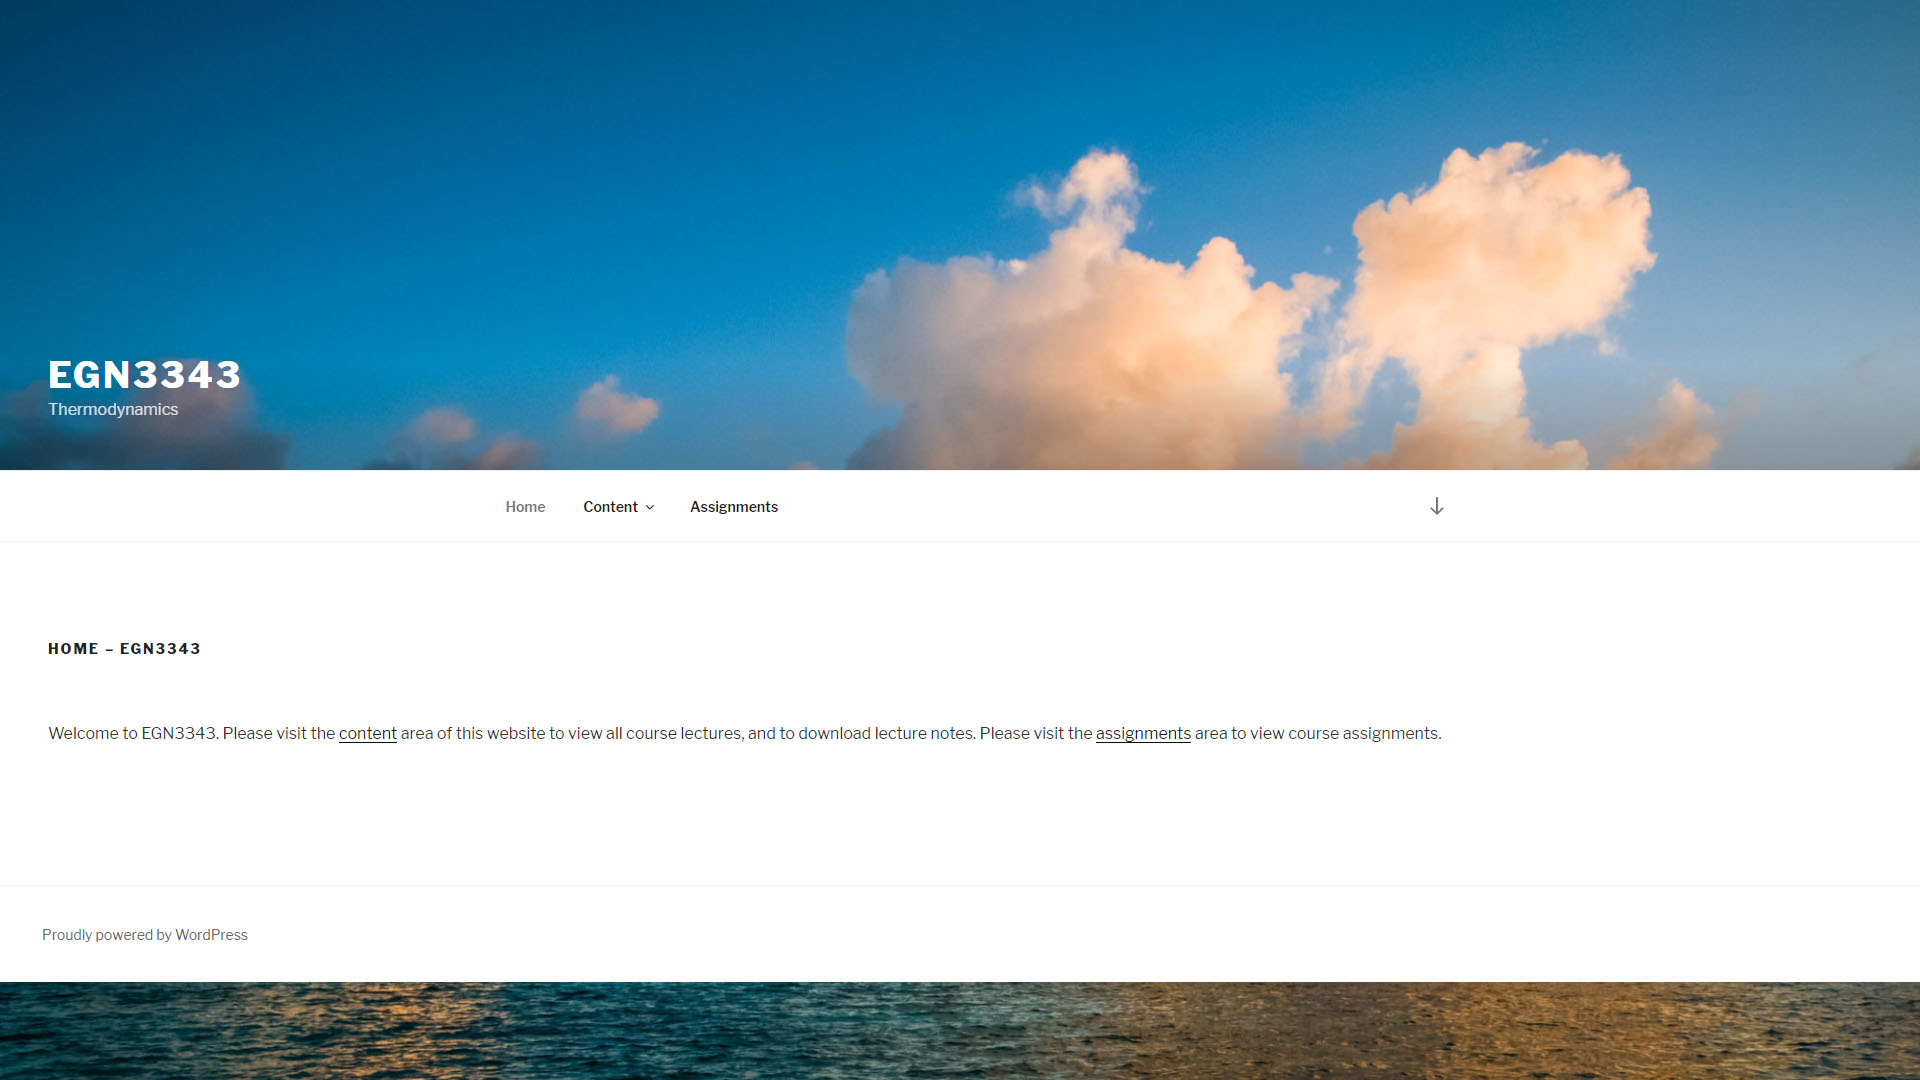 EGN3343
Thermodynamics
Home Content Assignments
HOME – EGN3343
Welcome to EGN3343. Please visit the content area of this website to view all course lectures, and to download lecture notes. Please visit the assignments area to view course assignments.
Proudly powered by WordPress